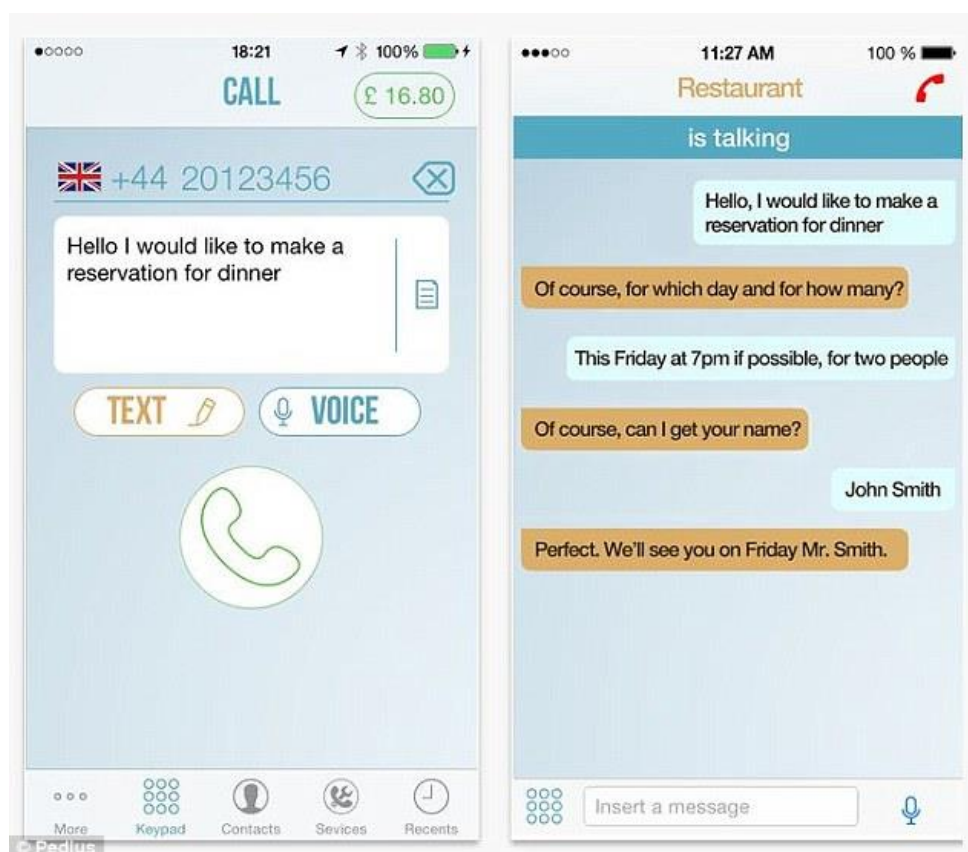 18:21
100%
CALL
£ 16.80
+44 20123456
Hello I would like to make a
reservation for dinner
TEXT
VOICE
More
Keypad
Contacts
Sevices
Recents
© Pedius
11:27 AM
100 %
Restaurant
is talking
Hello, I would like to make a
reservation for dinner
Of course, for which day and for how many?
This Friday at 7pm if possible, for two people
Of course, can I get your name?
John Smith
Perfect. We'll see you on Friday Mr. Smith.
Insert a message